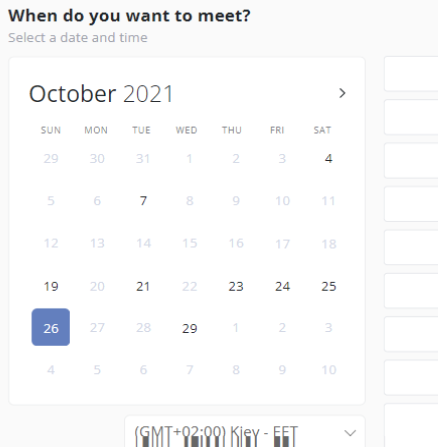 When do you want to meet?
Select a date and time
October 2021
SUN MON TUE WED THU FRI SAT
29 30 31 1 2 3 4
5 6 7 8 9 10 11
12 13 14 15 16 17 18
19 20 21 22 23 24 25
26 27 28 29 1 2 3
4 5 6 7 8 9 10
(GMT+02:00) Kiev - EET